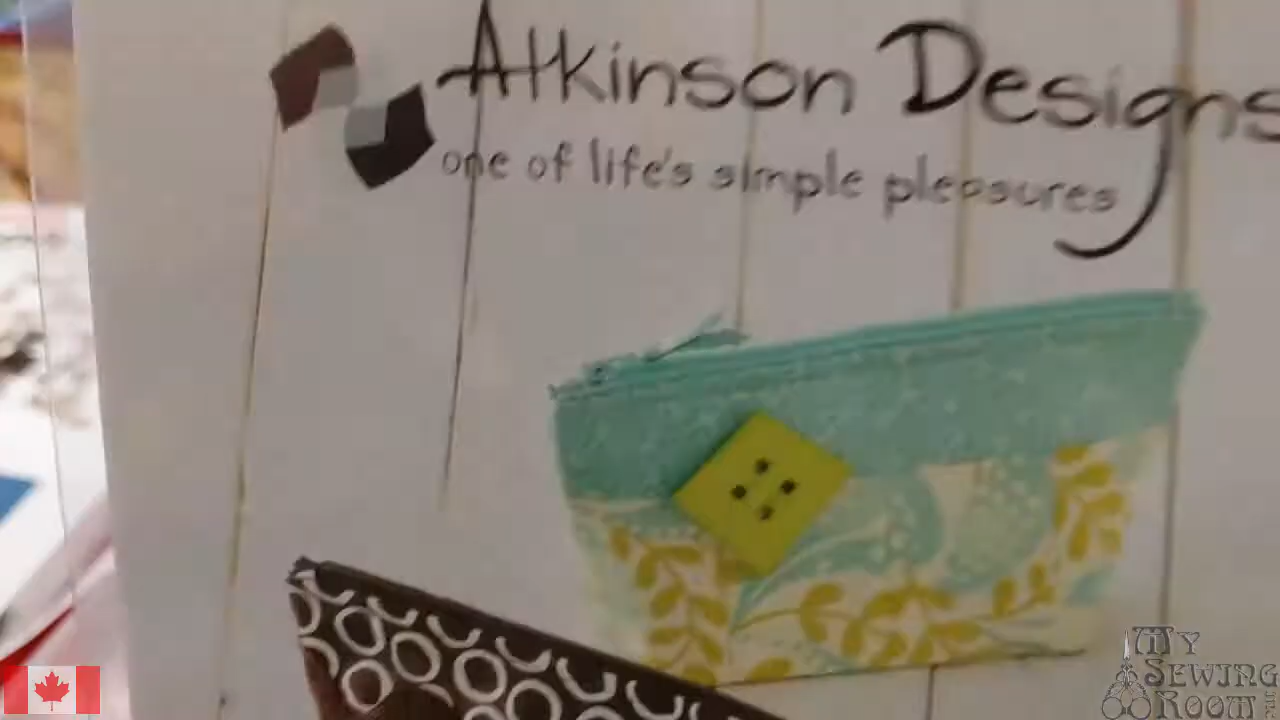 Atkinson Designs
one of life's simple pleasures
My
Sewing
Room